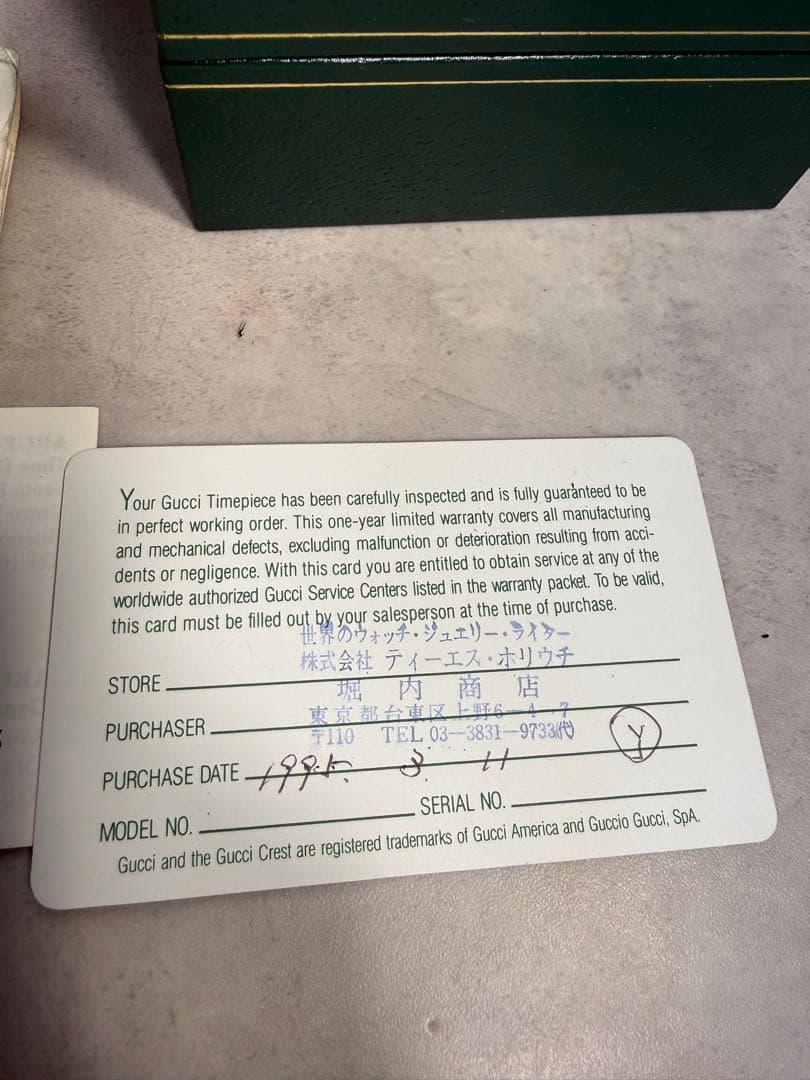 Your Gucci Timepiece has been carefully inspected and is fully guaranteed to be
in perfect working order. This one-year limited warranty covers all manufacturing
and mechanical defects, excluding malfunction or deterioration resulting from acci-
dents or negligence. With this card you are entitled to obtain service at any of the
worldwide authorized Gucci Service Centers listed in the warranty packet. To be valid,
this card must be filled out by your salesperson at the time of purchase.
世界のウォッチ・ジュエリー・ライター
株式会社 ティーエス・ホリウチ
STORE
堀内商店
東京都台東区上野6-4-7
PURCHASER
〒110 TEL 03-3831-9733㈹
Y
PURCHASE DATE 1995. 3 11
MODEL NO. SERIAL NO.
Gucci and the Gucci Crest are registered trademarks of Gucci America and Guccio Gucci, SpA.